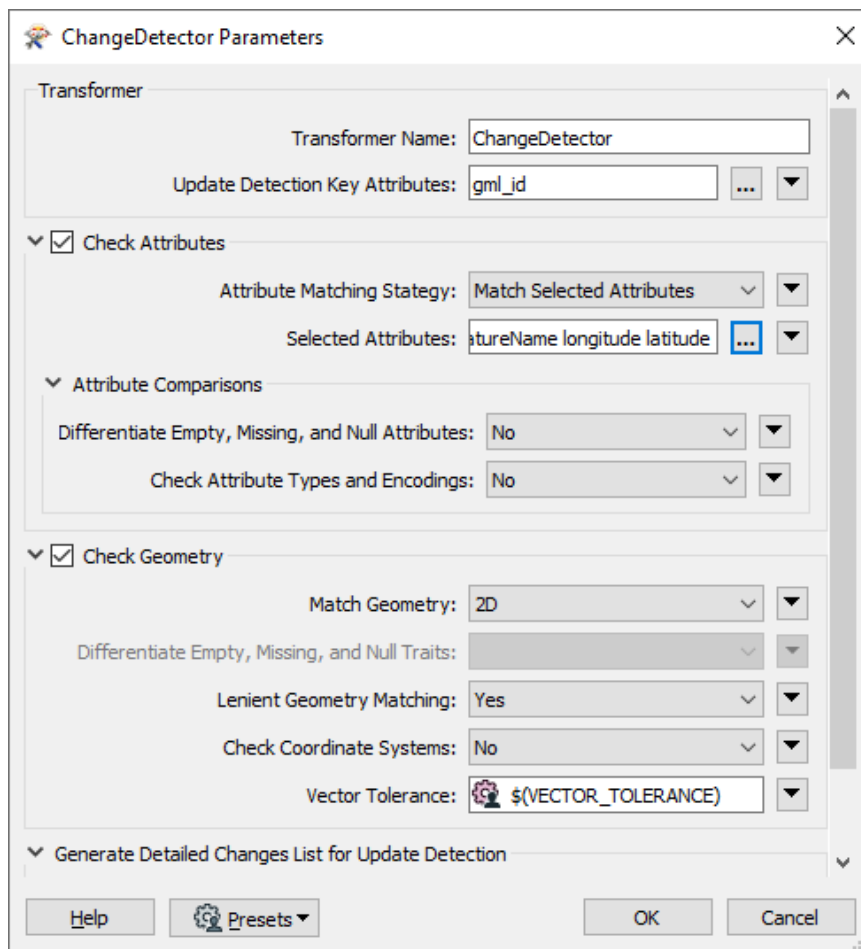 ChangeDetector Parameters
Transformer
Transformer Name: ChangeDetector
Update Detection Key Attributes: gml_id ...
Check Attributes
Attribute Matching Stategy: Match Selected Attributes
Selected Attributes: atureName longitude latitude ...
Attribute Comparisons
Differentiate Empty, Missing, and Null Attributes: No
Check Attribute Types and Encodings: No
Check Geometry
Match Geometry: 2D
Differentiate Empty, Missing, and Null Traits:
Lenient Geometry Matching: Yes
Check Coordinate Systems: No
Vector Tolerance: $(VECTOR_TOLERANCE)
Generate Detailed Changes List for Update Detection
Help Presets OK Cancel